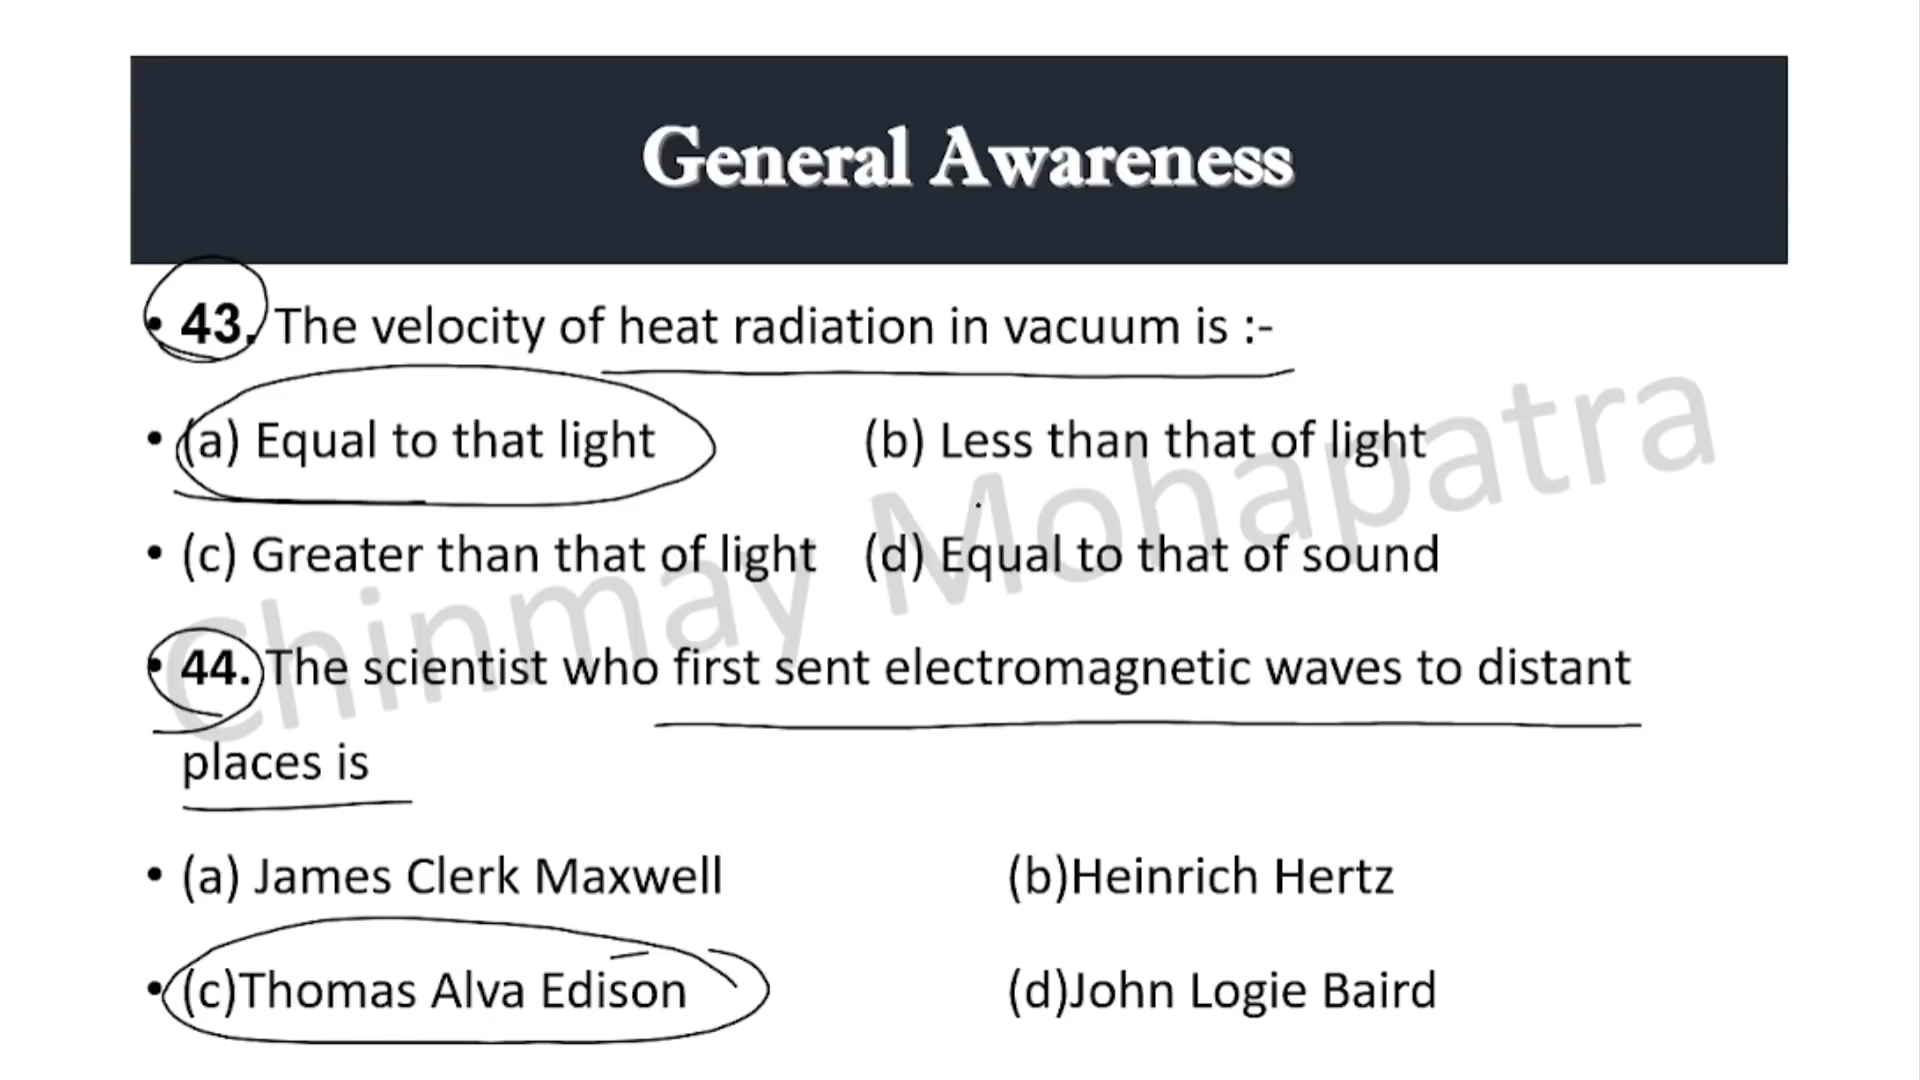 General Awareness
• 43. The velocity of heat radiation in vacuum is :-
• (a) Equal to that light (b) Less than that of light
• (c) Greater than that of light (d) Equal to that of sound
• 44. The scientist who first sent electromagnetic waves to distant
places is
• (a) James Clerk Maxwell (b)Heinrich Hertz
• (c)Thomas Alva Edison (d)John Logie Baird
Chinmay Mohapatra